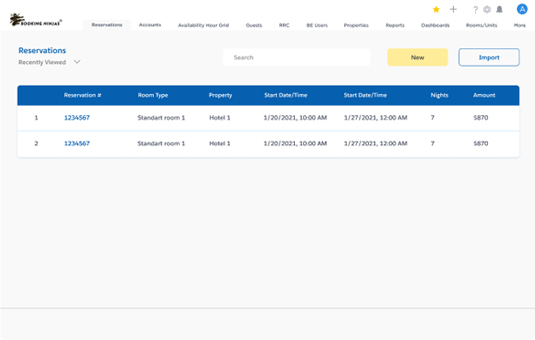 BOOKING NINJAS
Reservations Accounts Availability Hour Grid Guests RRC BE Users Properties Reports Dashboards Rooms/Units More
A
Reservations
Recently Viewed
Search
New
Import
Reservation # Room Type Property Start Date/Time Start Date/Time Nights Amount
1 1234567 Standart room 1 Hotel 1 1/20/2021, 10:00 AM 1/27/2021, 12:00 AM 7 $870
2 1234567 Standart room 1 Hotel 1 1/20/2021, 10:00 AM 1/27/2021, 12:00 AM 7 $870